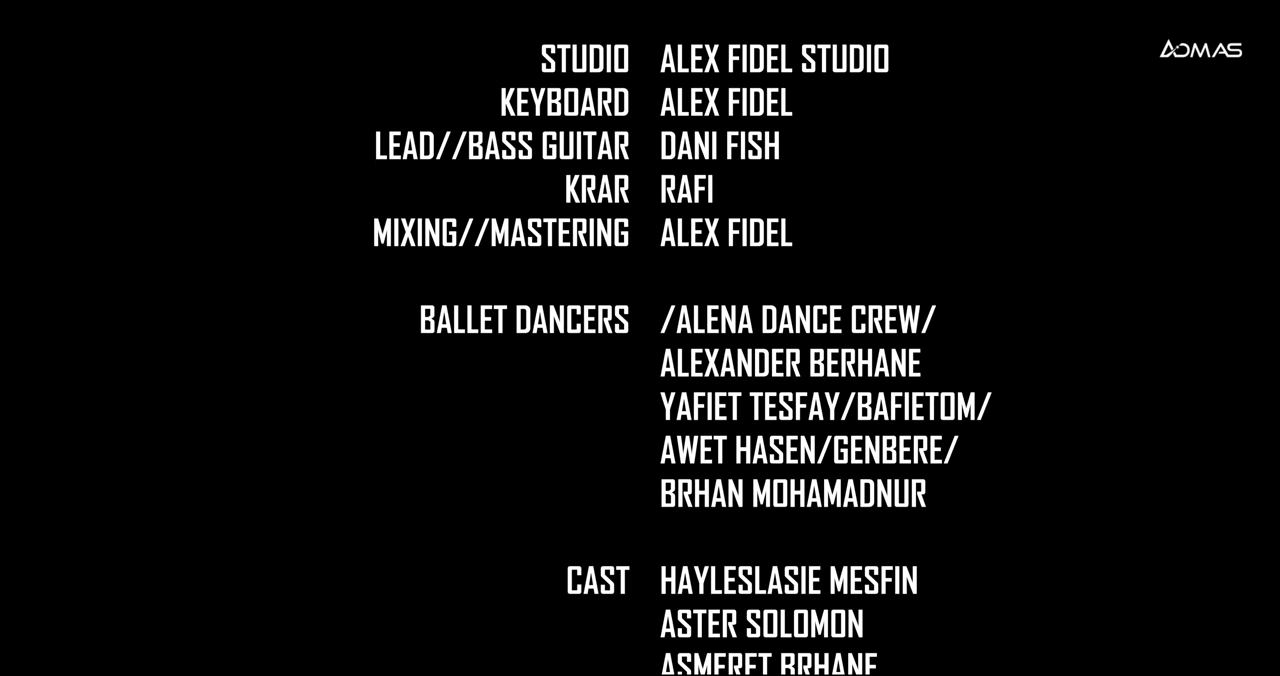 AOMAS
STUDIO ALEX FIDEL STUDIO
KEYBOARD ALEX FIDEL
LEAD//BASS GUITAR DANI FISH
KRAR RAFI
MIXING//MASTERING ALEX FIDEL
BALLET DANCERS /ALENA DANCE CREW/
ALEXANDER BERHANE
YAFIET TESFAY/BAFIETOM/
AWET HASEN/GENBERE/
BRHAN MOHAMADNUR
CAST HAYLESLASIE MESFIN
ASTER SOLOMON
ASMERET BRHANE